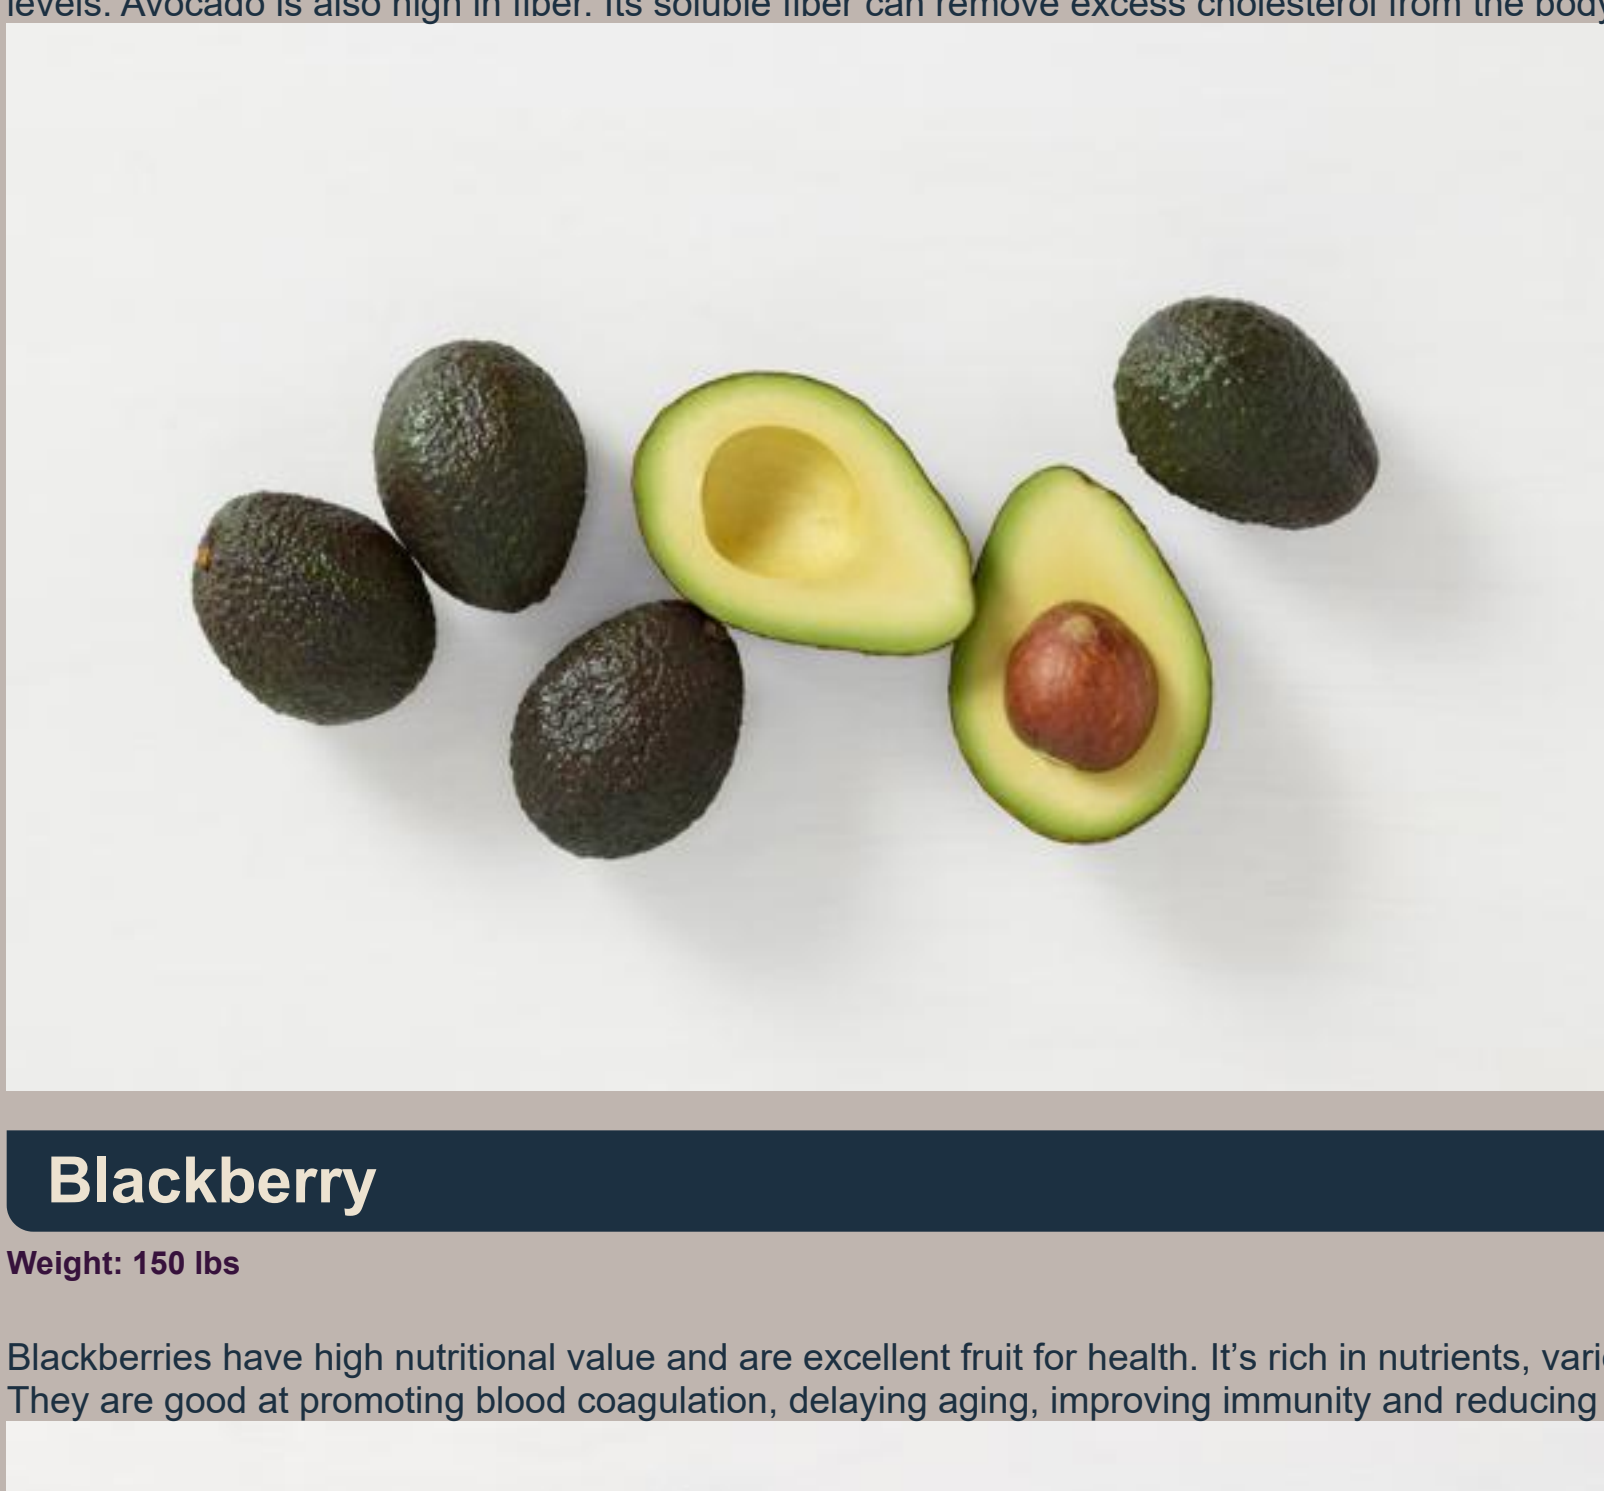 levels. Avocado is also high in fiber. Its soluble fiber can remove excess cholesterol from the body
Blackberry
Weight: 150 lbs
Blackberries have high nutritional value and are excellent fruit for health. It’s rich in nutrients,
They are good at promoting blood coagulation, delaying aging, improving immunity and reducing